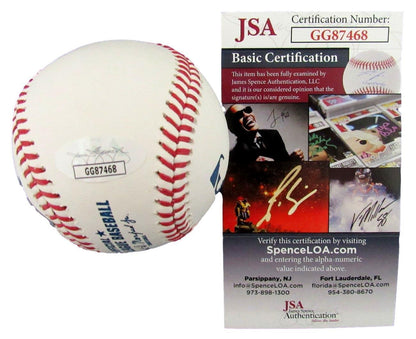 GG87468
BASEBALL
JSA
Certification Number:
GG87468
Basic Certification
This item has been fully examined by
James Spence Authentication, LLC
and it is our considered opinion that the
signature(s) is/are genuine.
Verify this certification by visiting
SpenceLOA.com
and entering the alpha-numeric
value indicated above.
Parsippany, NJ
info@SpenceLOA.com
973-898-1300
Fort Lauderdale, FL
florida@SpenceLOA.com
954-380-8670
JSA
James Spence
Authentication